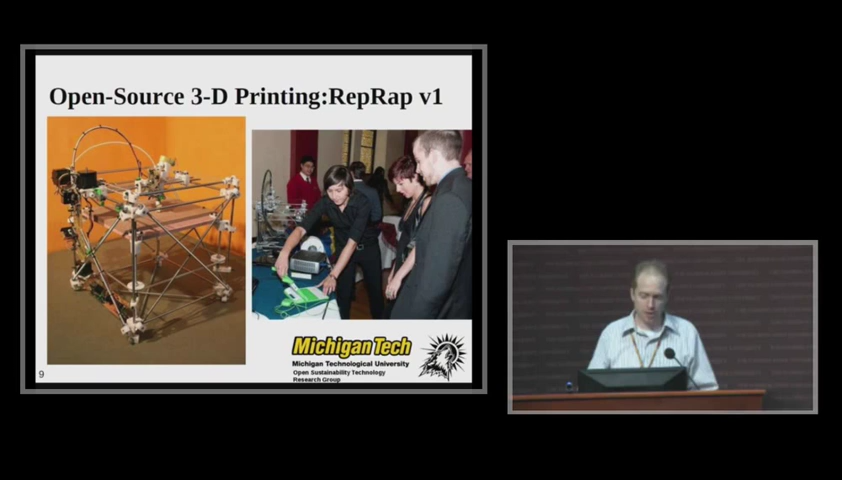 Open-Source 3-D Printing:RepRap v1
Michigan Tech
Michigan Technological University
Open Sustainability Technology
Research Group
9